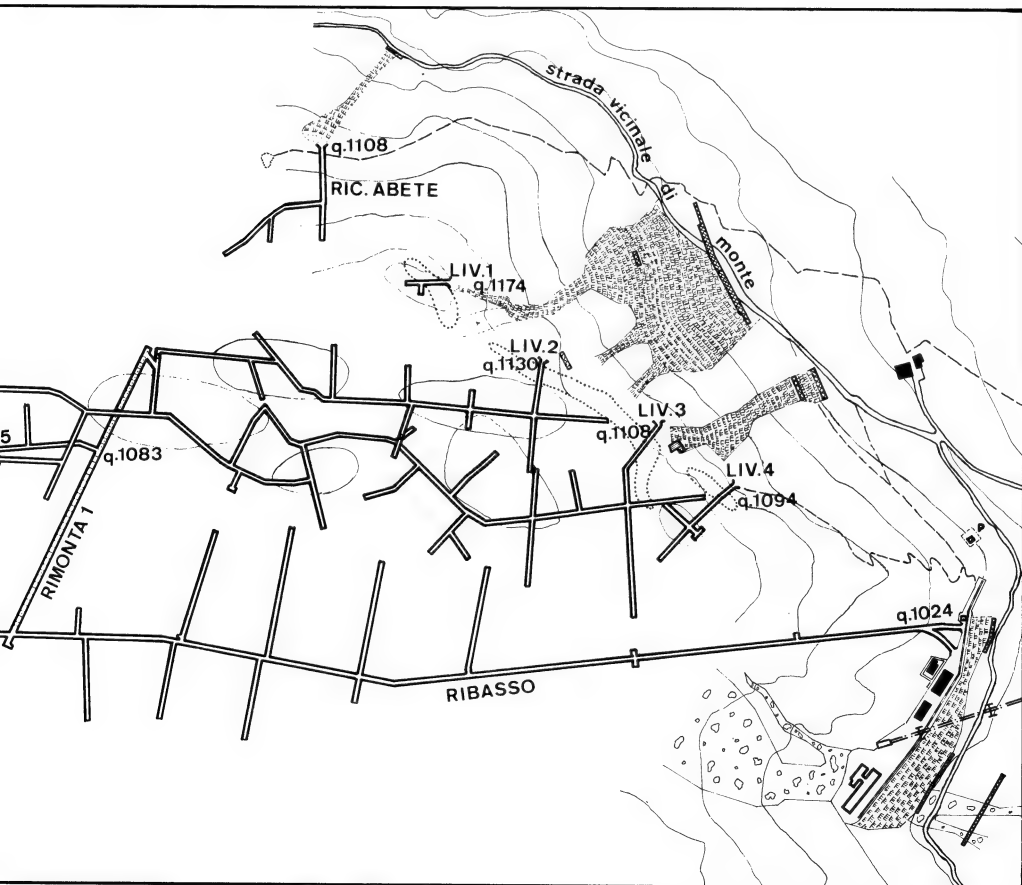 strada vicinale di monte
q.1108
RIC. ABETE
LIV.1
q.1174
LIV.2
q.1130
LIV.3
q.1108
5
q.1083
LIV.4
q.1094
RIMONTA 1
q.1024
RIBASSO